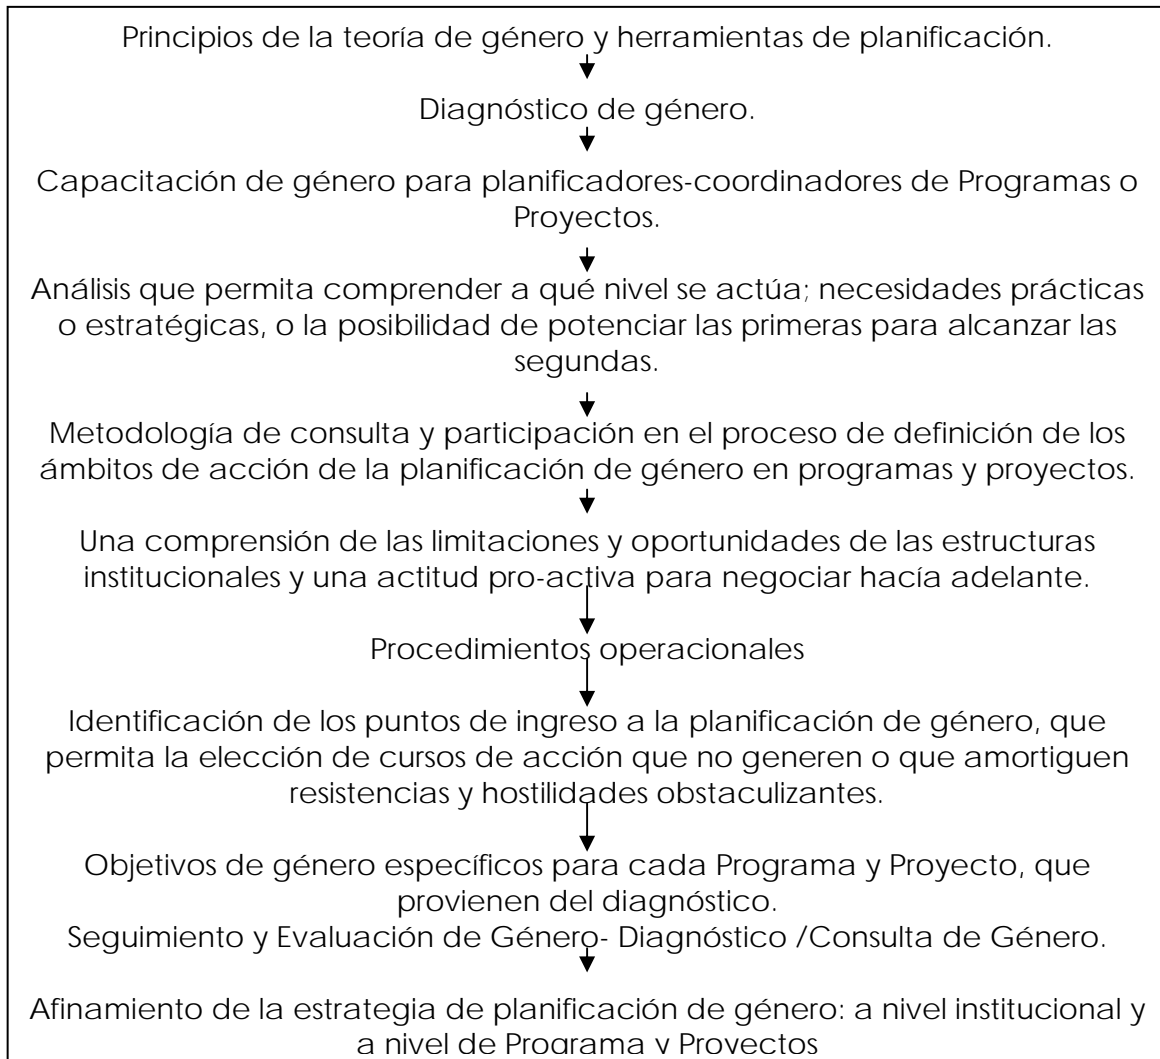 Principios de la teoría de género y herramientas de planificación.
Diagnóstico de género.
Capacitación de género para planificadores-coordinadores de Programas o
Proyectos.
Análisis que permita comprender a qué nivel se actúa; necesidades prácticas
o estratégicas, o la posibilidad de potenciar las primeras para alcanzar las
segundas.
Metodología de consulta y participación en el proceso de definición de los
ámbitos de acción de la planificación de género en programas y proyectos.
Una comprensión de las limitaciones y oportunidades de las estructuras
institucionales y una actitud pro-activa para negociar hacía adelante.
Procedimientos operacionales
Identificación de los puntos de ingreso a la planificación de género, que
permita la elección de cursos de acción que no generen o que amortiguen
resistencias y hostilidades obstaculizantes.
Objetivos de género específicos para cada Programa y Proyecto, que
provienen del diagnóstico.
Seguimiento y Evaluación de Género- Diagnóstico /Consulta de Género.
Afinamiento de la estrategia de planificación de género: a nivel institucional y
a nivel de Programa y Proyectos